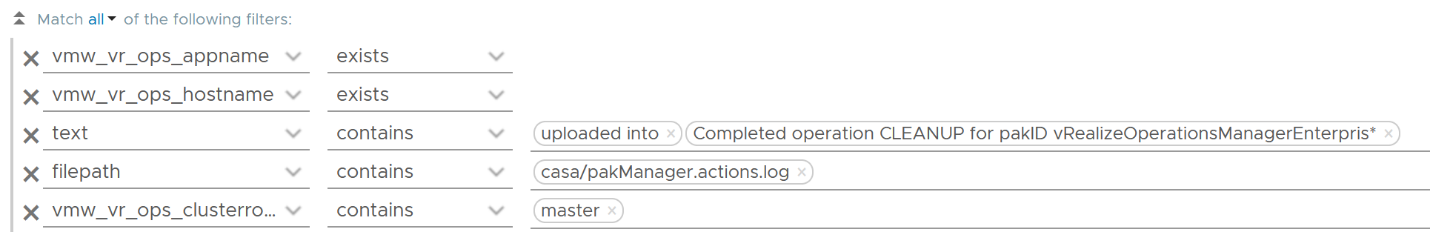 Match all of the following filters:
vmw_vr_ops_appname exists
vmw_vr_ops_hostname exists
text contains uploaded into × Completed operation CLEANUP for pakID vRealizeOperationsManagerEnterpris* ×
filepath contains casa/pakManager.actions.log ×
vmw_vr_ops_clusterro... contains master ×